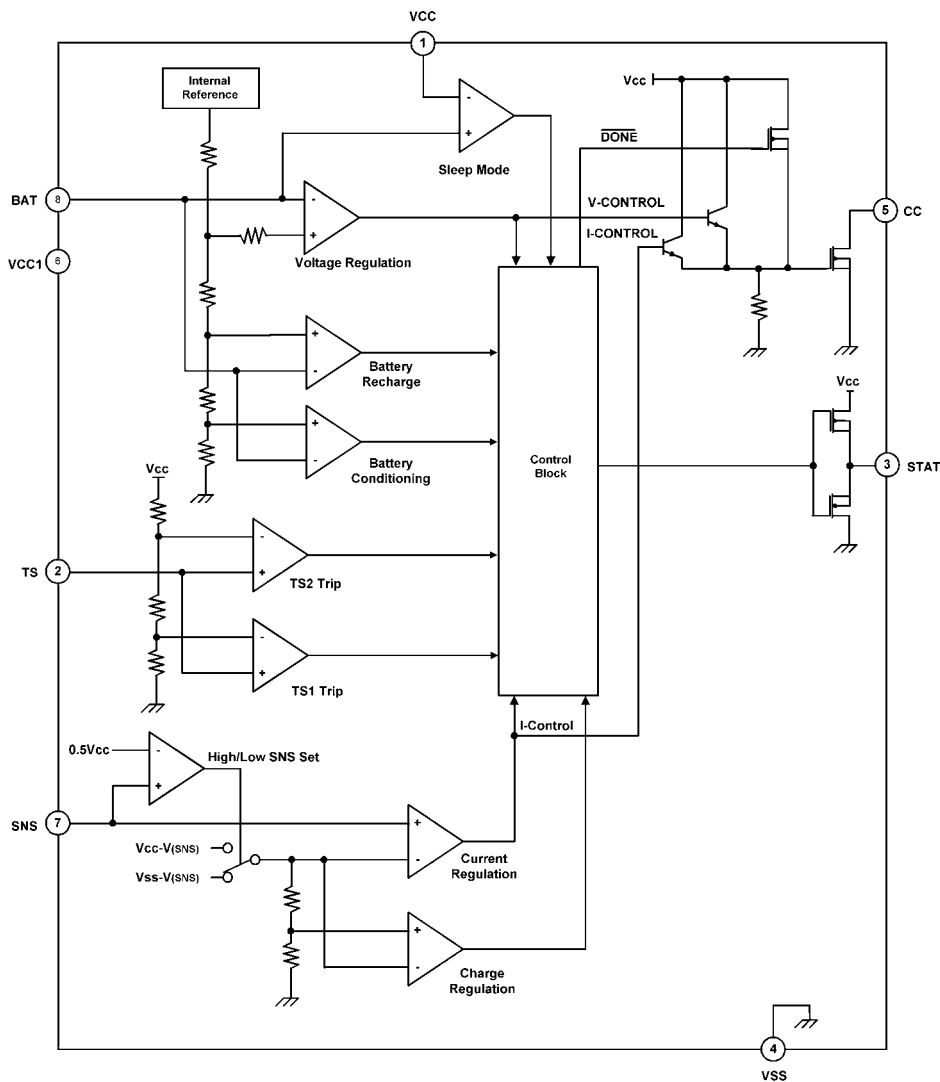 VCC
1
Internal
Reference
Vcc
-
+
DONE
Sleep Mode
BAT
8
-
V-CONTROL
5
CC
+
I-CONTROL
VCC1
6
Voltage Regulation
+
-
Battery
Recharge
Vcc
+
-
Battery
Conditioning
Control
Block
3
STAT
Vcc
-
+
TS2 Trip
TS
2
-
+
TS1 Trip
I-Control
0.5Vcc
-
+
High/Low SNS Set
SNS
7
+
-
Vcc-V(SNS)
Vss-V(SNS)
Current
Regulation
+
-
Charge
Regulation
4
VSS